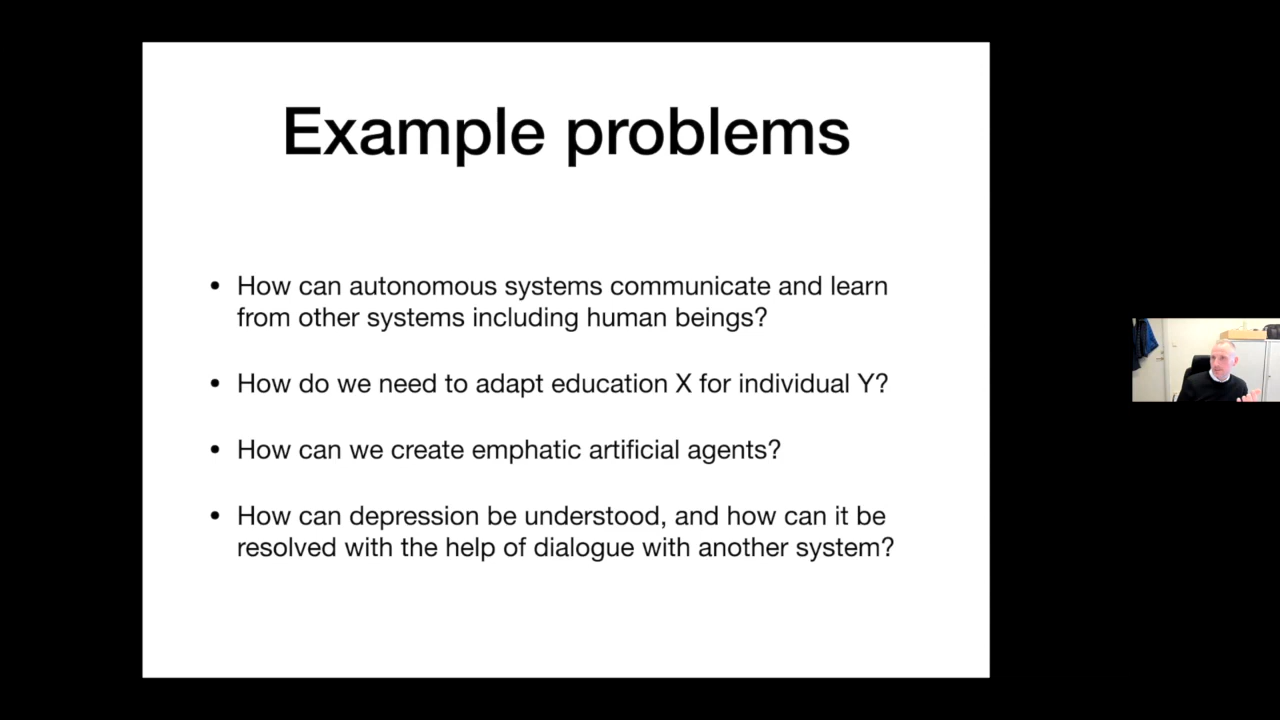 Example problems
• How can autonomous systems communicate and learn
from other systems including human beings?
• How do we need to adapt education X for individual Y?
• How can we create emphatic artificial agents?
• How can depression be understood, and how can it be
resolved with the help of dialogue with another system?